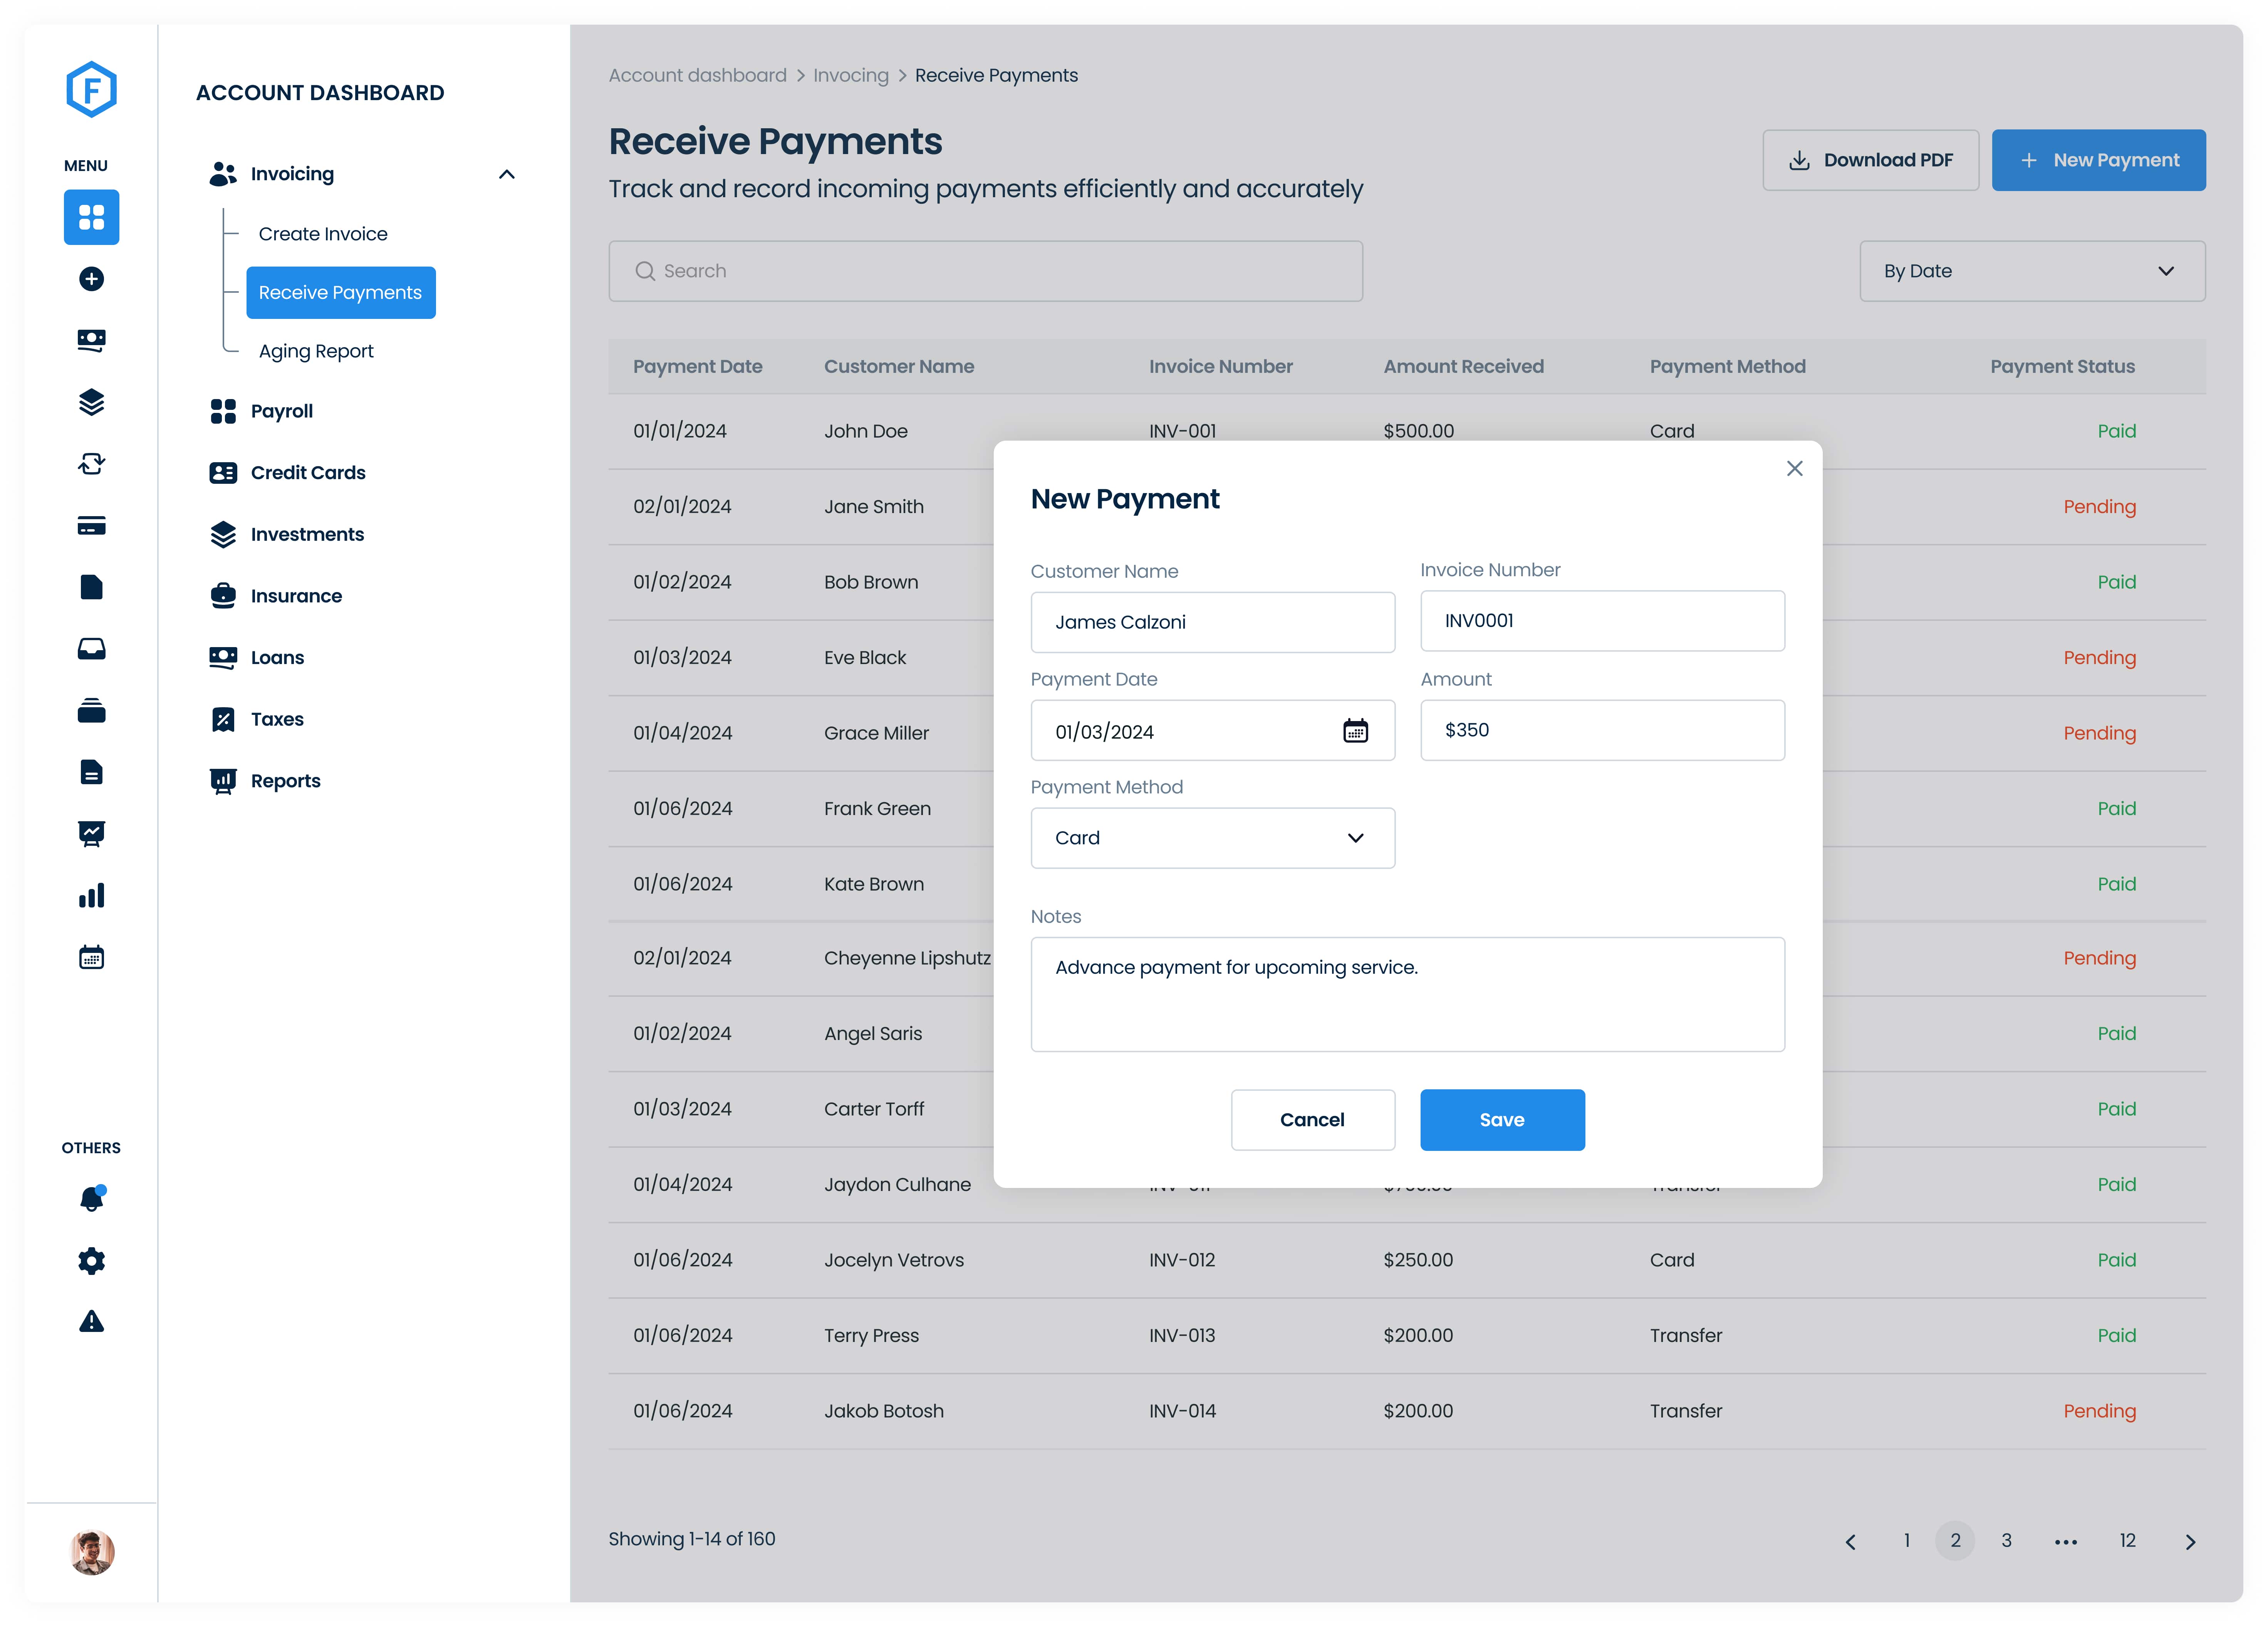 F
MENU
OTHERS
ACCOUNT DASHBOARD
Invoicing
Create Invoice
Receive Payments
Aging Report
Payroll
Credit Cards
Investments
Insurance
Loans
Taxes
Reports
Account dashboard > Invocing > Receive Payments
Receive Payments
Track and record incoming payments efficiently and accurately
Download PDF
+ New Payment
Search
By Date
Payment Date Customer Name Invoice Number Amount Received Payment Method Payment Status
01/01/2024 John Doe INV-001 $500.00 Card Paid
02/01/2024 Jane Smith Pending
01/02/2024 Bob Brown Paid
01/03/2024 Eve Black Pending
01/04/2024 Grace Miller Pending
01/06/2024 Frank Green Paid
01/06/2024 Kate Brown Paid
02/01/2024 Cheyenne Lipshutz Pending
01/02/2024 Angel Saris Paid
01/03/2024 Carter Torff Paid
01/04/2024 Jaydon Culhane Paid
01/06/2024 Jocelyn Vetrovs INV-012 $250.00 Card Paid
01/06/2024 Terry Press INV-013 $200.00 Transfer Paid
01/06/2024 Jakob Botosh INV-014 $200.00 Transfer Pending
Showing 1-14 of 160
1 2 3 ••• 12
New Payment
Customer Name
James Calzoni
Invoice Number
INV0001
Payment Date
01/03/2024
Amount
$350
Payment Method
Card
Notes
Advance payment for upcoming service.
Cancel
Save